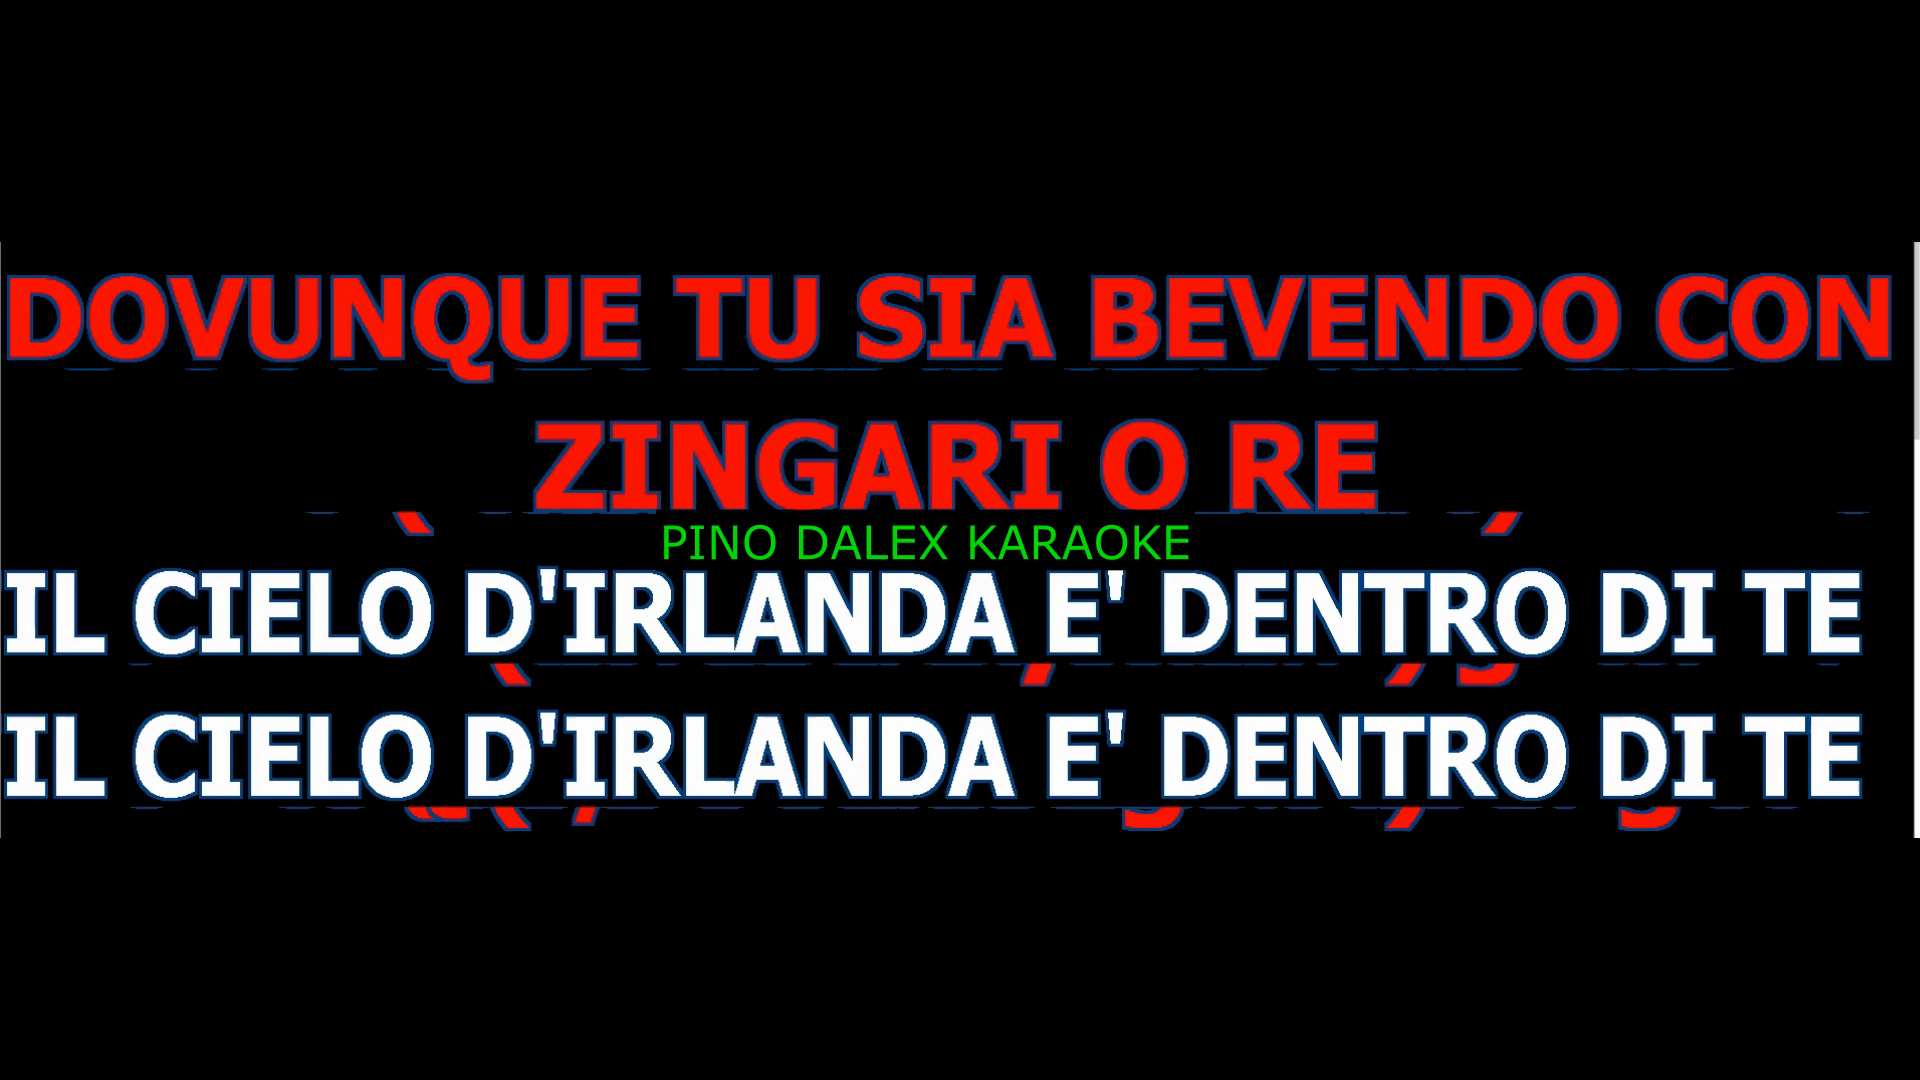 DOVUNQUE TU SIA BEVENDO CON
ZINGARI O RE
PINO DALEX KARAOKE
IL CIELO D'IRLANDA E' DENTRO DI TE
IL CIELO D'IRLANDA E' DENTRO DI TE